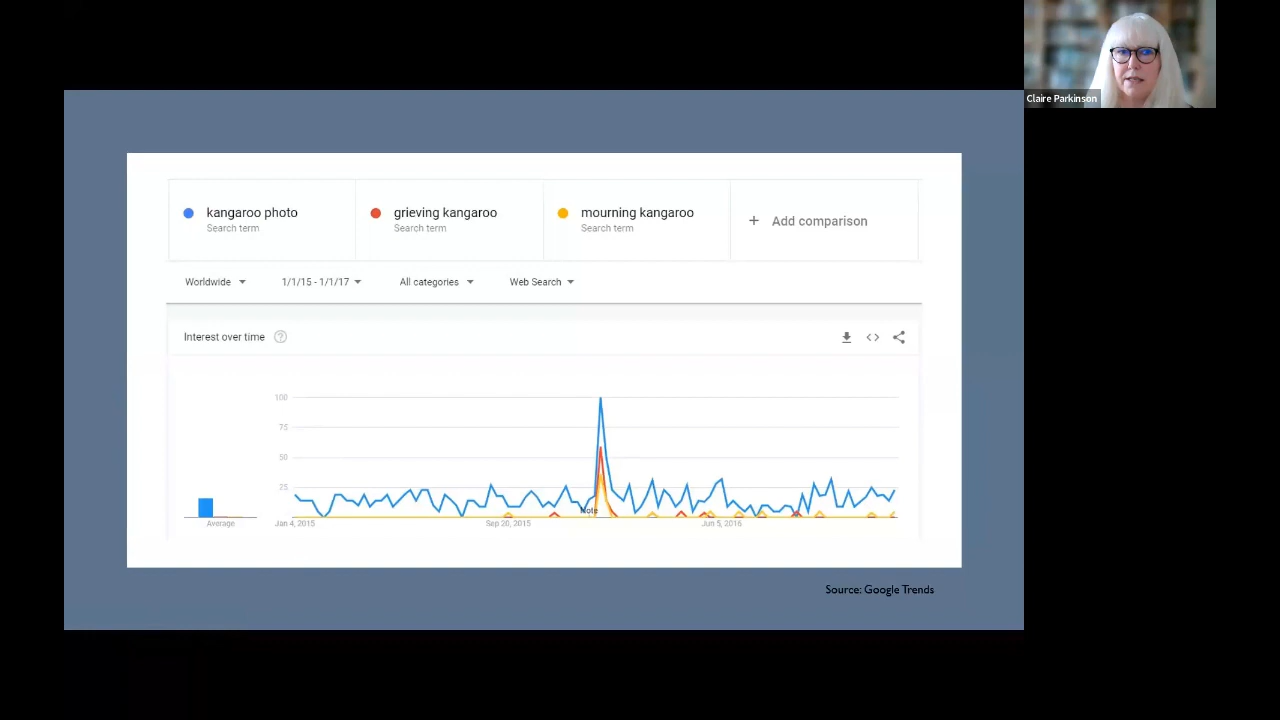 Claire Parkinson
kangaroo photo
Search term
grieving kangaroo
Search term
mourning kangaroo
Search term
+ Add comparison
Worldwide
1/1/15 - 1/1/17
All categories
Web Search
Interest over time ?
100
75
50
25
Note
Average
Jan 4, 2015
Sep 20, 2015
Jun 5, 2016
Source: Google Trends